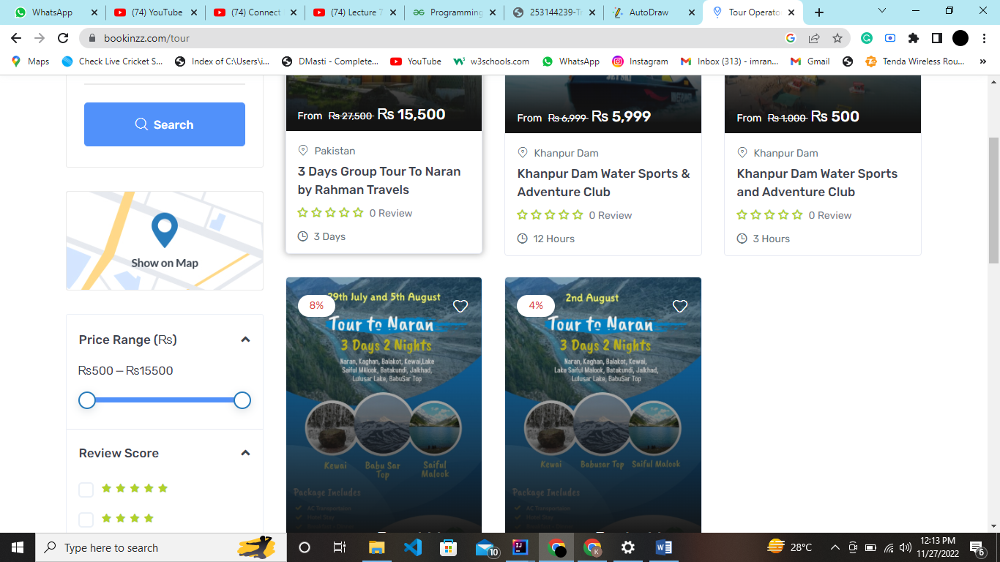 WhatsApp
(74) YouTube
(74) Connect
(74) Lecture 7
Programming
253144239-Tr
AutoDraw
Tour Operato
bookinzz.com/tour
Maps
Check Live Cricket S...
Index of C:\Users\i...
DMasti - Complete...
YouTube
w3schools.com
WhatsApp
Instagram
Inbox (313) - imran...
Gmail
Tenda Wireless Rou...
»
Search
Show on Map
Price Range (₨)
₨500 — ₨15500
Review Score
From ₨ 27,500 ₨ 15,500
Pakistan
3 Days Group Tour To Naran
by Rahman Travels
0 Review
3 Days
From ₨ 6,999 ₨ 5,999
Khanpur Dam
Khanpur Dam Water Sports &
Adventure Club
0 Review
12 Hours
From ₨ 1,000 ₨ 500
Khanpur Dam
Khanpur Dam Water Sports
and Adventure Club
0 Review
3 Hours
8%
29th July and 5th August
Tour to Naran
3 Days 2 Nights
Naran, Kaghan, Balakot, Kewai,Lake
Saiful MAlook, Batakundi, Jalkhad,
Lulusar Lake, BabuSar Top
Kewai
Babu Sar
Top
Saiful
Malook
Package Includes
AC Transportaion
Hotel Stay
4%
2nd August
Tour to Naran
3 Days 2 Nights
Naran, Kaghan, Balakot, Kewai,
Lake Saiful MAlook, Batakundi, Jalkhad,
Lulusar Lake, BabuSar Top
Kewai
Babusar Top
Saiful Malook
Package Includes
AC Transportaion
Hotel Stay
Type here to search
10
28°C
12:13 PM
11/27/2022
6